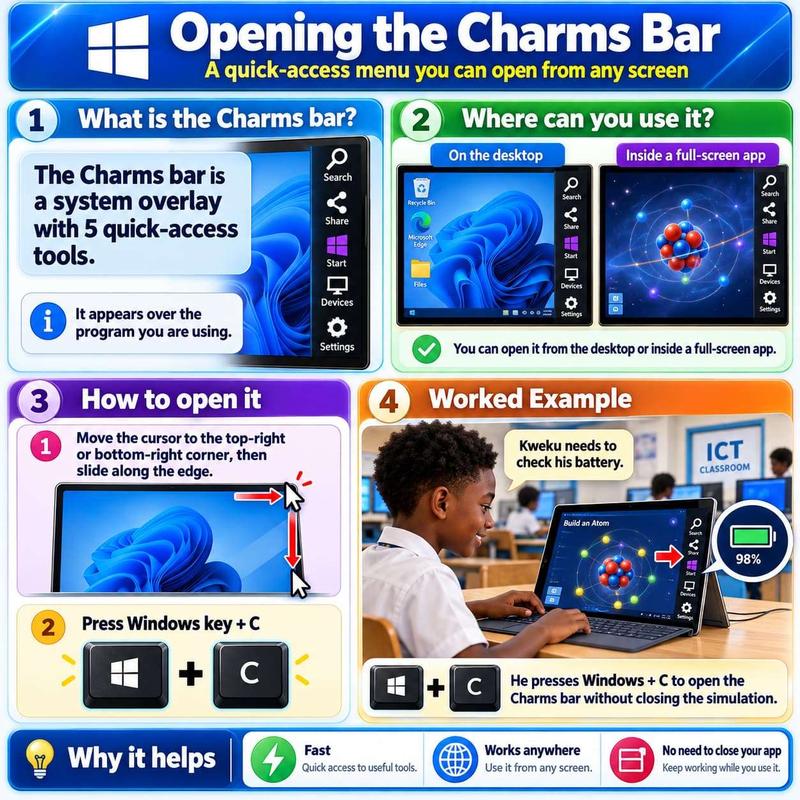 Opening the Charms Bar
A quick-access menu you can open from any screen
1 What is the Charms bar?
The Charms bar is
a system overlay
with 5 quick-access
tools.
i It appears over the
program you are using.
Search
Share
Start
Devices
Settings
2 Where can you use it?
On the desktop
Recycle Bin
Microsoft
Edge
Files
Search
Share
Start
Devices
Settings
Inside a full-screen app
Search
Share
Start
Devices
Settings
You can open it from the desktop or inside a full-screen app.
3 How to open it
1 Move the cursor to the top-right
or bottom-right corner, then
slide along the edge.
2 Press Windows key + C
+ C
4 Worked Example
Kweku needs to
check his battery.
ICT
CLASSROOM
Build an Atom
Search
Share
Start
Devices
Settings
98%
+ C
He presses Windows + C to open the
Charms bar without closing the simulation.
Why it helps
Fast
Quick access to useful tools.
Works anywhere
Use it from any screen.
No need to close your app
Keep working while you use it.